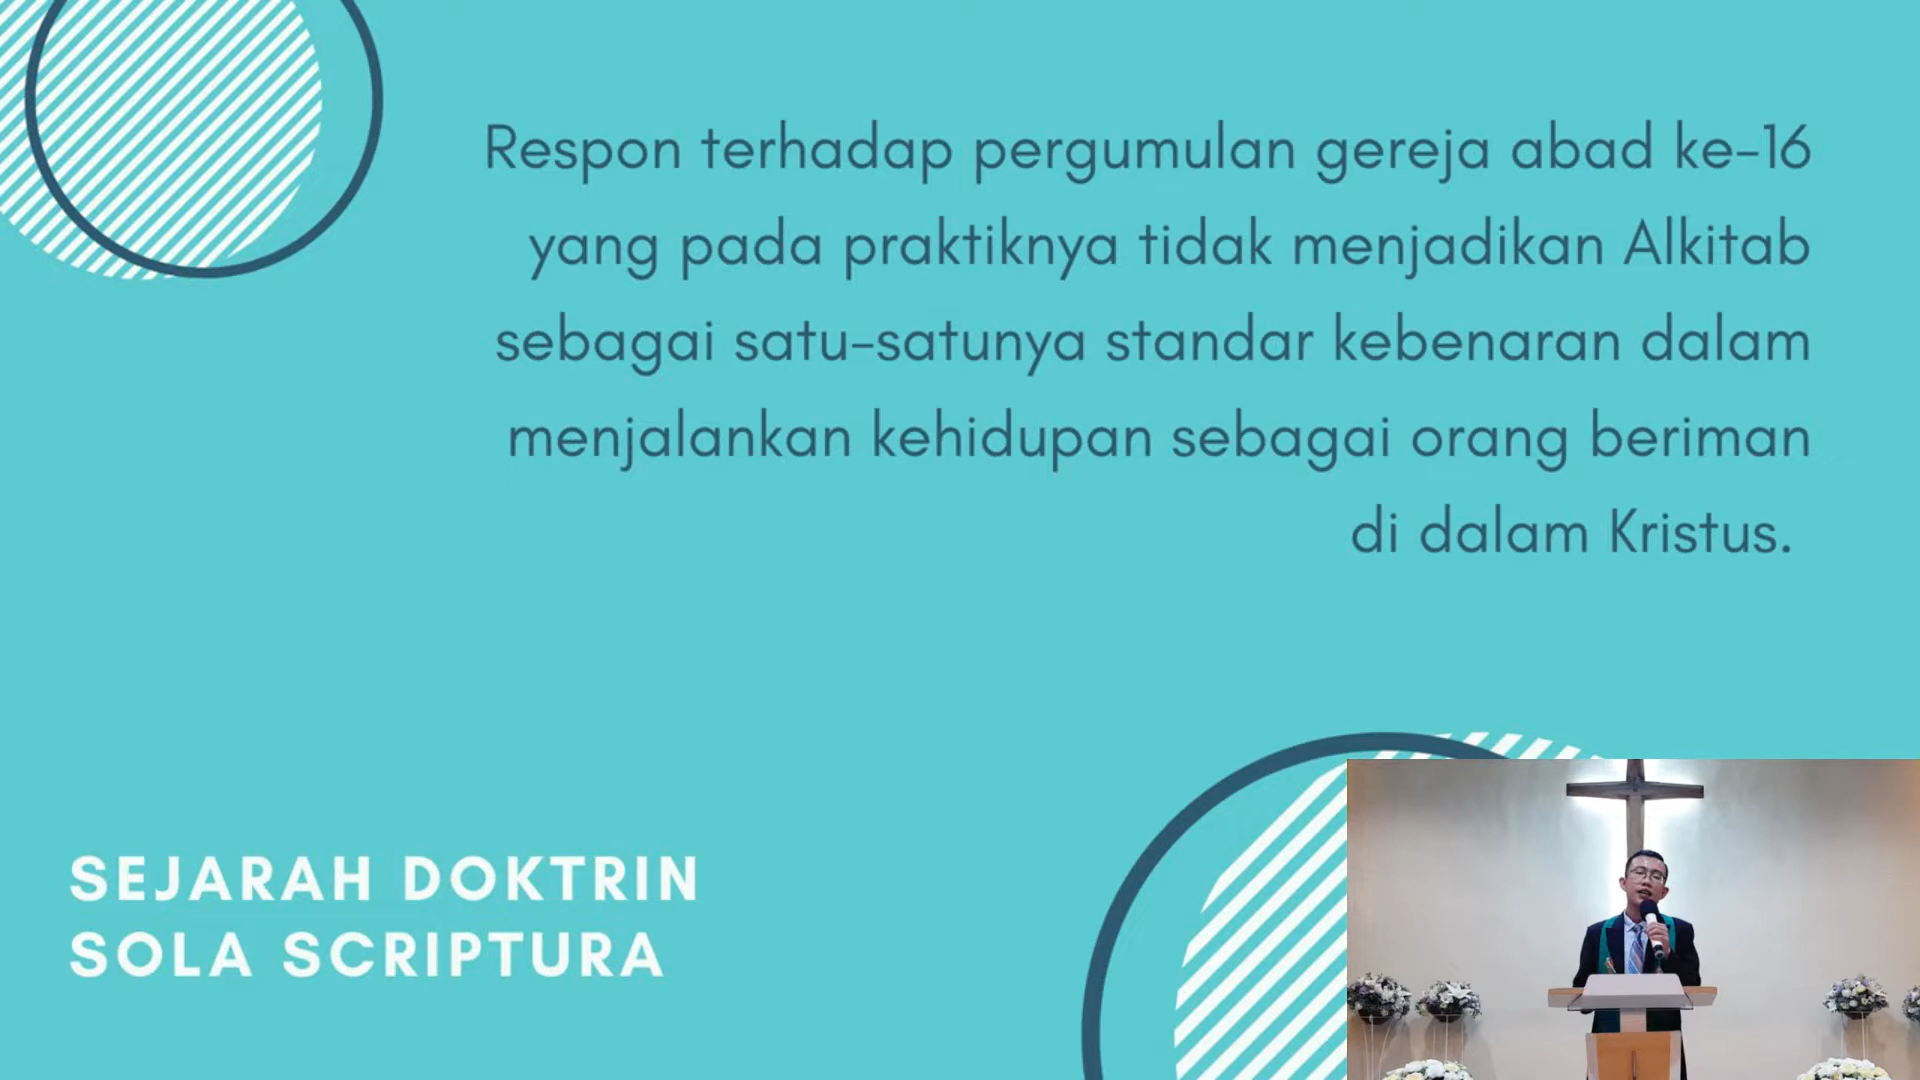 Respon terhadap pergumulan gereja abad ke-16
yang pada praktiknya tidak menjadikan Alkitab
sebagai satu-satunya standar kebenaran dalam
menjalankan kehidupan sebagai orang beriman
di dalam Kristus.
SEJARAH DOKTRIN
SOLA SCRIPTURA